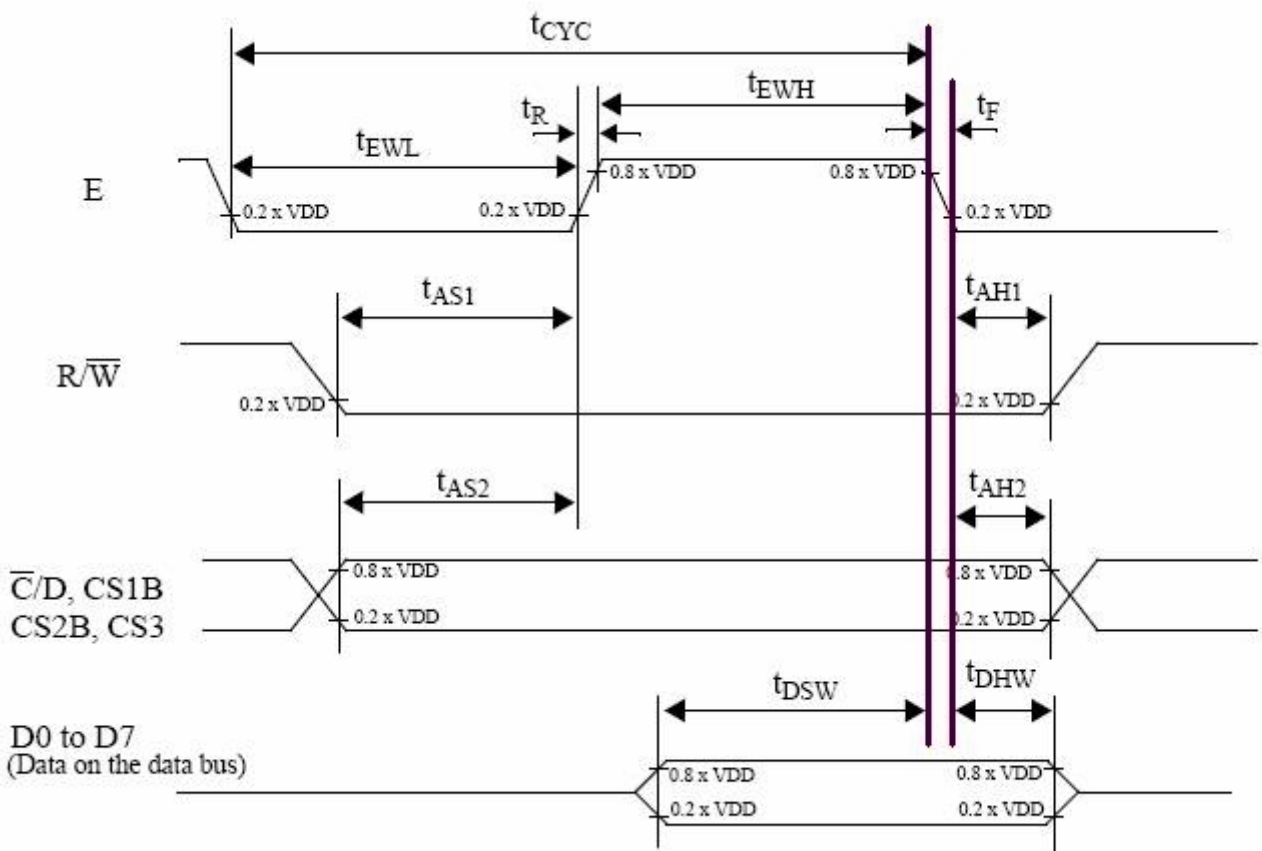 tCYC
tEWH
tR
tF
tEWL
E
0.8 x VDD
0.8 x VDD
0.2 x VDD
0.2 x VDD
0.2 x VDD
tAS1
tAH1
R/W̅
0.2 x VDD
0.2 x VDD
tAS2
tAH2
C̅/D, CS1B
CS2B, CS3
0.8 x VDD
0.8 x VDD
0.2 x VDD
0.2 x VDD
tDSW
tDHW
D0 to D7
(Data on the data bus)
0.8 x VDD
0.8 x VDD
0.2 x VDD
0.2 x VDD